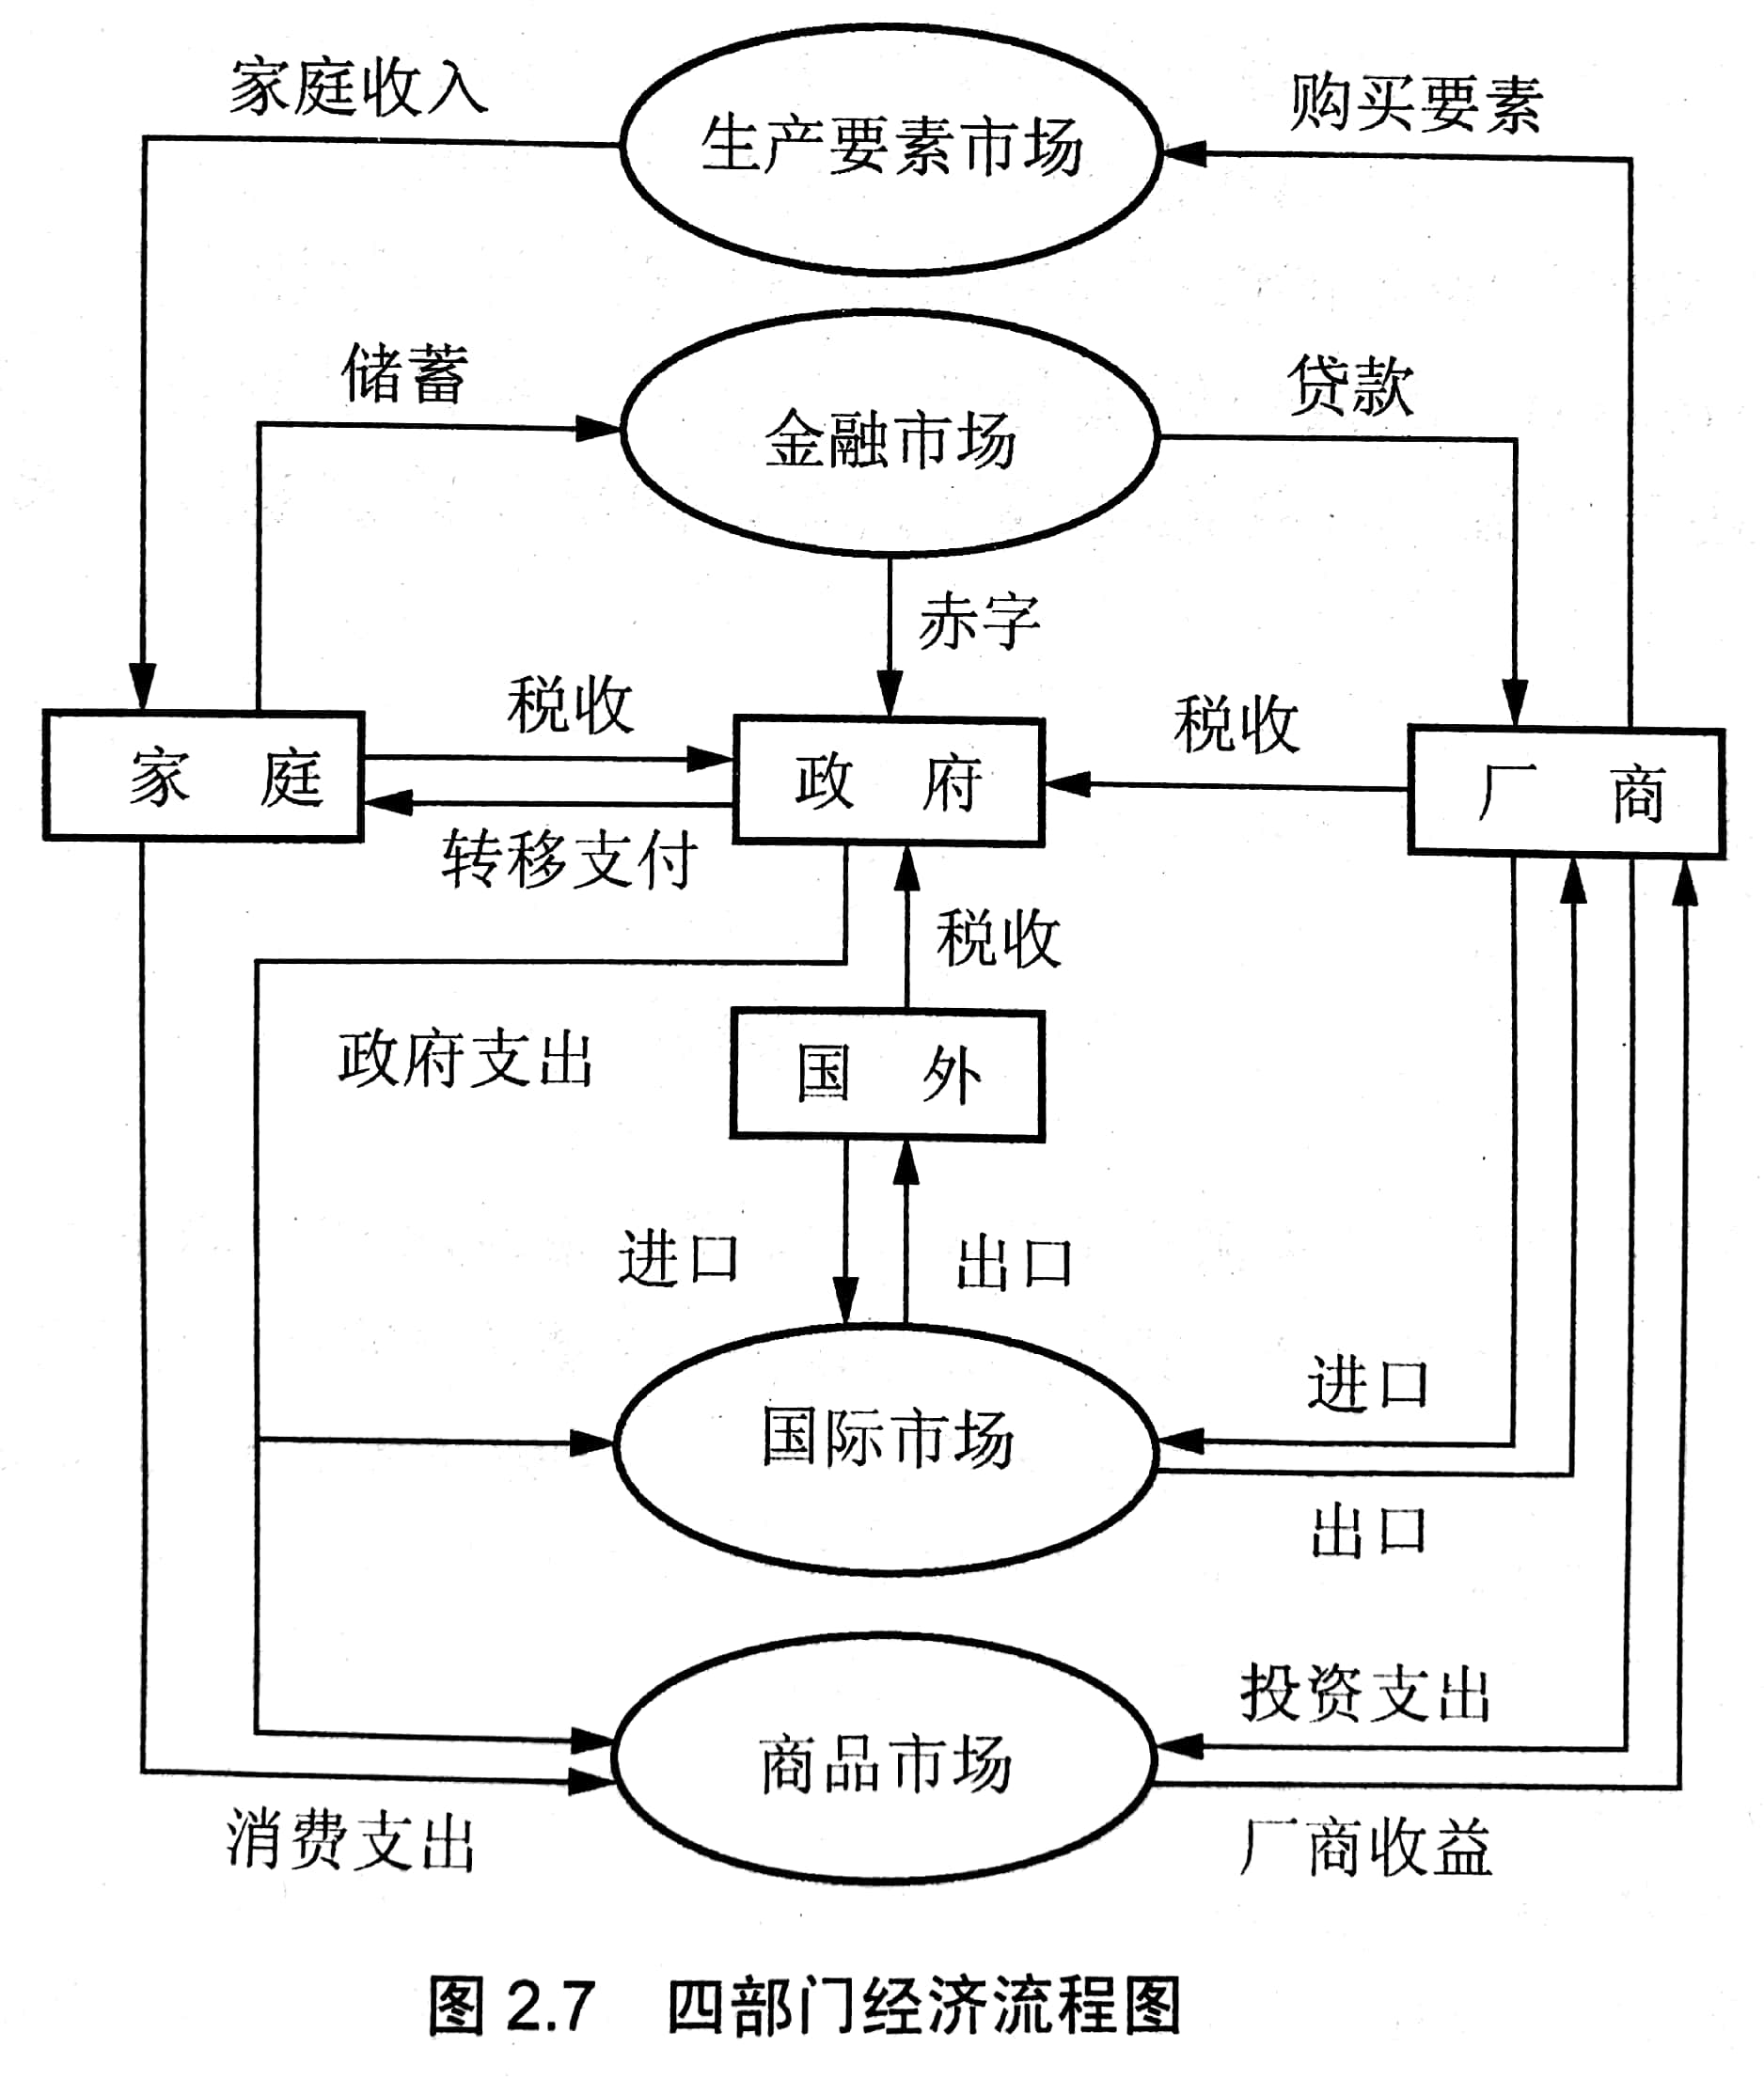 家庭收入
购买要素
生产要素市场
储蓄
贷款
金融市场
赤字
税收
税收
家 庭
政 府
厂 商
转移支付
税收
政府支出
国 外
进口
出口
进口
国际市场
出口
投资支出
商品市场
消费支出
厂商收益
图 2.7 四部门经济流程图